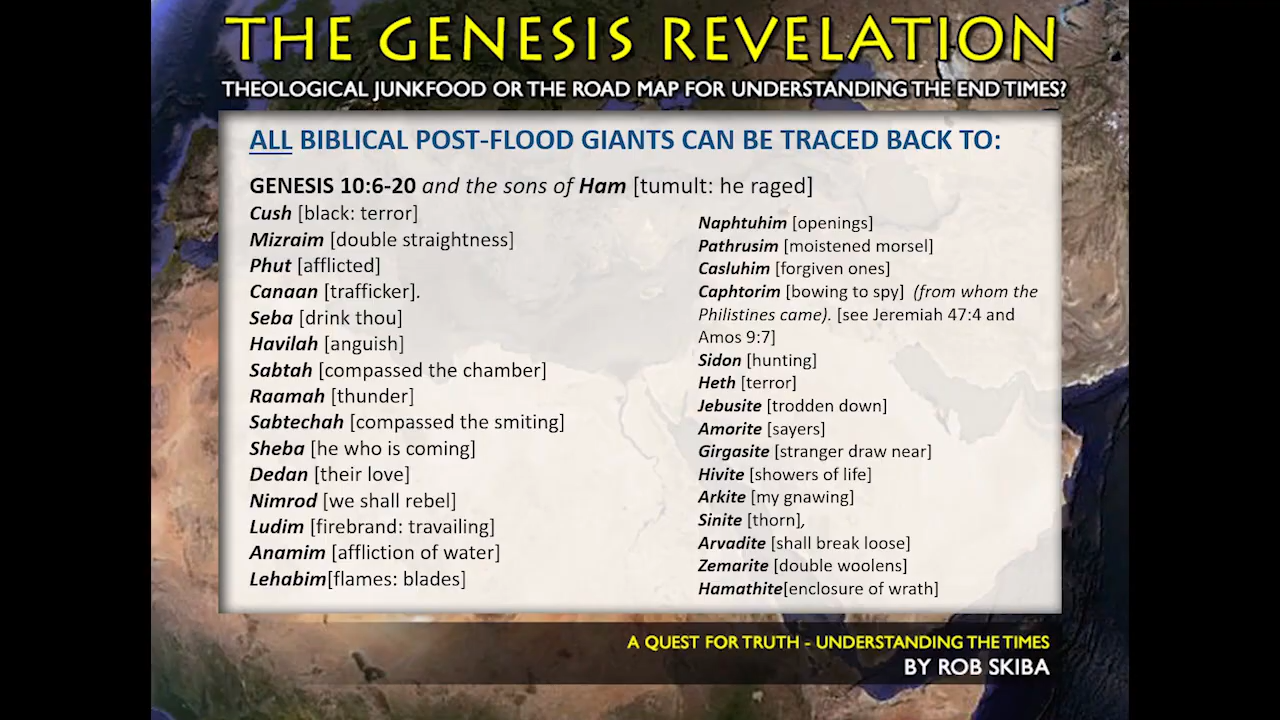 THE GENESIS REVELATION
THEOLOGICAL JUNKFOOD OR THE ROAD MAP FOR UNDERSTANDING THE END TIMES?
ALL BIBLICAL POST-FLOOD GIANTS CAN BE TRACED BACK TO:
GENESIS 10:6-20 and the sons of Ham [tumult: he raged]
Cush [black: terror]
Mizraim [double straightness]
Phut [afflicted]
Canaan [trafficker].
Seba [drink thou]
Havilah [anguish]
Sabtah [compassed the chamber]
Raamah [thunder]
Sabtechah [compassed the smiting]
Sheba [he who is coming]
Dedan [their love]
Nimrod [we shall rebel]
Ludim [firebrand: travailing]
Anamim [affliction of water]
Lehabim[flames: blades]
Naphtuhim [openings]
Pathrusim [moistened morsel]
Casluhim [forgiven ones]
Caphtorim [bowing to spy] (from whom the
Philistines came). [see Jeremiah 47:4 and
Amos 9:7]
Sidon [hunting]
Heth [terror]
Jebusite [trodden down]
Amorite [sayers]
Girgasite [stranger draw near]
Hivite [showers of life]
Arkite [my gnawing]
Sinite [thorn],
Arvadite [shall break loose]
Zemarite [double woolens]
Hamathite[enclosure of wrath]
A QUEST FOR TRUTH - UNDERSTANDING THE TIMES
BY ROB SKIBA